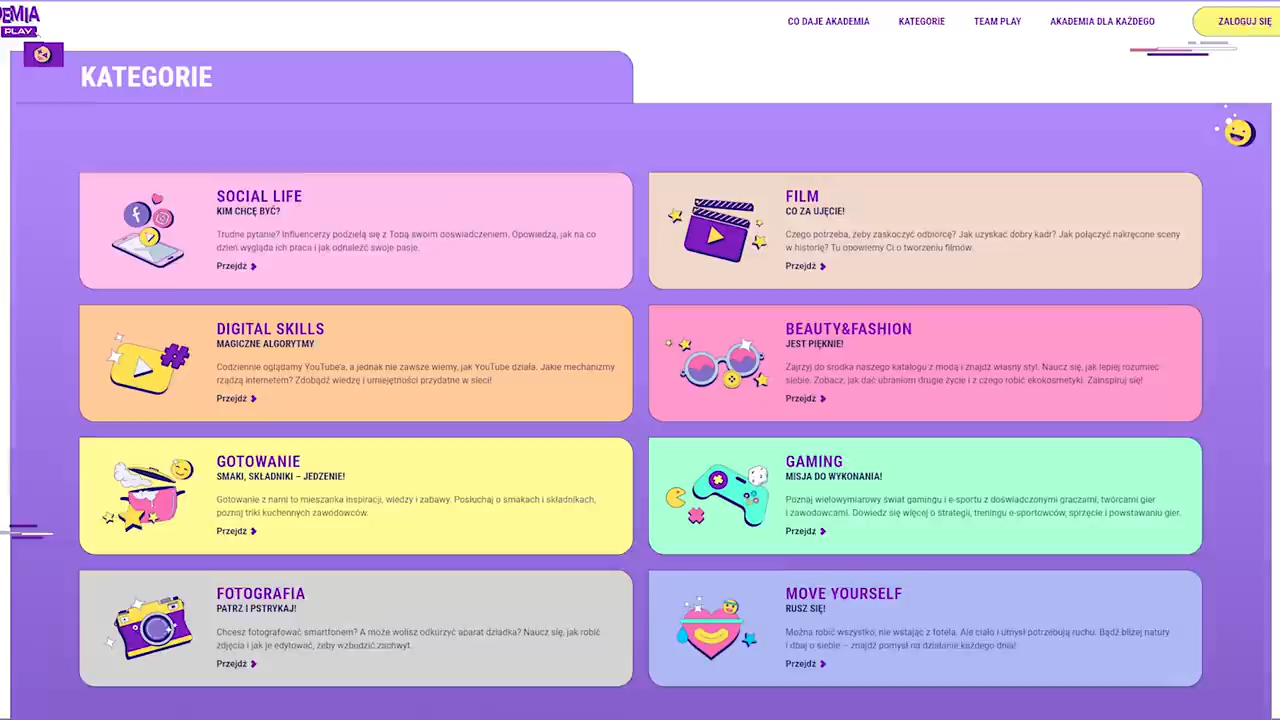 DEMIA
PLAY
CO DAJE AKADEMIA
KATEGORIE
TEAM PLAY
AKADEMIA DLA KAŻDEGO
ZALOGUJ SIĘ
KATEGORIE
SOCIAL LIFE
KIM CHCĘ BYĆ?
Trudne pytanie? Influencerzy podzielą się z Tobą swoim doświadczeniem. Opowiedzą, jak na co
dzień wygląda ich praca i jak odnaleźć swoje pasje.
Przejdź
FILM
CO ZA UJĘCIE!
Czego potrzeba, żeby zaskoczyć odbiorcę? Jak uzyskać dobry kadr? Jak połączyć nakręcone sceny
w historię? Tu opowiemy Ci o tworzeniu filmów.
Przejdź
DIGITAL SKILLS
MAGICZNE ALGORYTMY
Codziennie oglądamy YouTube'a, a jednak nie zawsze wiemy, jak YouTube działa. Jakie mechanizmy
rządzą internetem? Zdobądź wiedzę i umiejętności przydatne w sieci!
Przejdź
BEAUTY&FASHION
JEST PIĘKNIE!
Zajrzyj do środka naszego katalogu z modą i znajdź własny styl. Naucz się, jak lepiej rozumieć
siebie. Zobacz, jak dać ubraniom drugie życie i z czego robić ekokosmetyki. Zainspiruj się!
Przejdź
GOTOWANIE
SMAKI, SKŁADNIKI – JEDZENIE!
Gotowanie z nami to mieszanka inspiracji, wiedzy i zabawy. Posłuchaj o smakach i składnikach,
poznaj triki kuchennych zawodowców.
Przejdź
GAMING
MISJA DO WYKONANIA!
Poznaj wielowymiarowy świat gamingu i e-sportu z doświadczonymi graczami, twórcami gier
i zawodowcami. Dowiedz się więcej o strategii, treningu e-sportowców, sprzęcie i powstawaniu gier.
Przejdź
FOTOGRAFIA
PATRZ I PSTRYKAJ!
Chcesz fotografować smartfonem? A może wolisz odkurzyć aparat dziadka? Naucz się, jak robić
zdjęcia i jak je edytować, żeby wzbudzić zachwyt.
Przejdź
MOVE YOURSELF
RUSZ SIĘ!
Można robić wszystko, nie wstając z fotela. Ale ciało i umysł potrzebują ruchu. Bądź bliżej natury
i dbaj o siebie – znajdź pomysł na działanie każdego dnia!
Przejdź